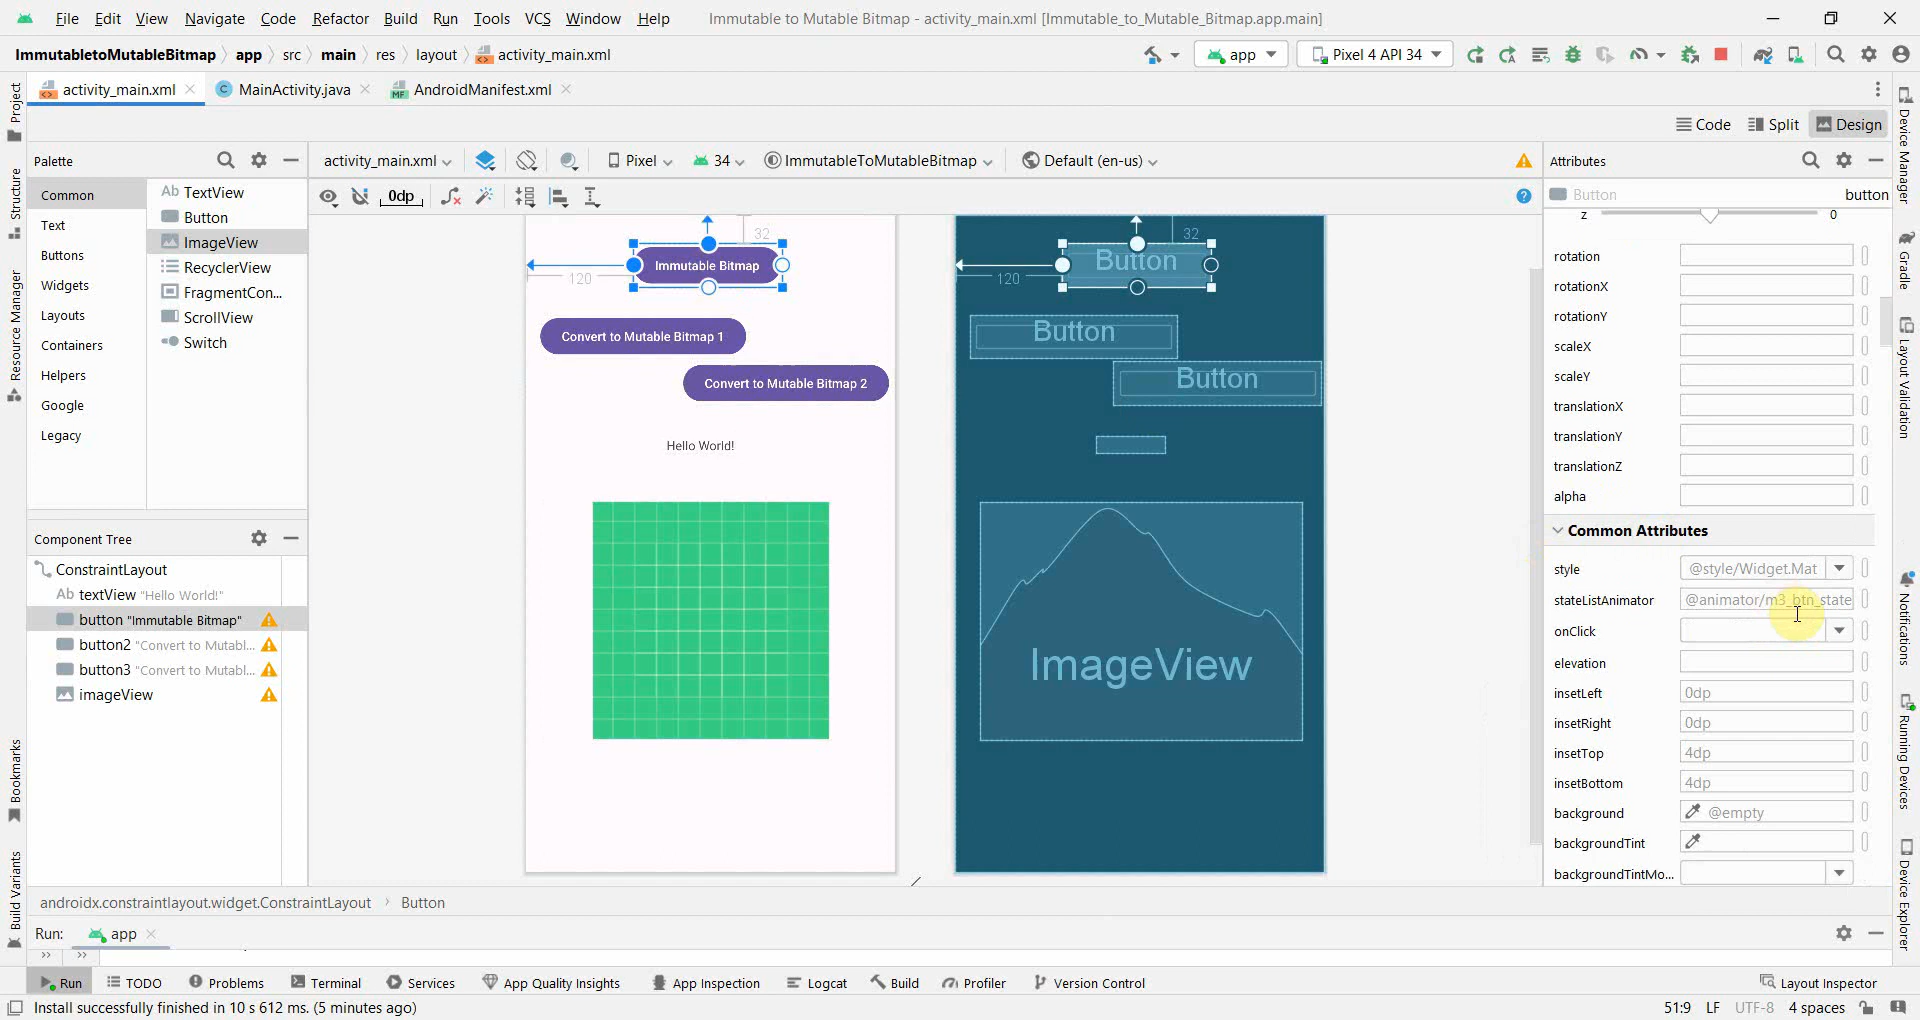 File Edit View Navigate Code Refactor Build Run Tools VCS Window Help Immutable to Mutable Bitmap - activity_main.xml [Immutable_to_Mutable_Bitmap.app.main]
ImmutabletoMutableBitmap app src main res layout activity_main.xml app Pixel 4 API 34
activity_main.xml MainActivity.java AndroidManifest.xml
Code Split Design
Palette
activity_main.xml Pixel 34 ImmutableToMutableBitmap Default (en-us)
Attributes
Common
Text
Buttons
Widgets
Layouts
Containers
Helpers
Google
Legacy
Ab TextView
Button
ImageView
RecyclerView
FragmentCon...
ScrollView
Switch
0dp
32
120
Immutable Bitmap
Convert to Mutable Bitmap 1
Convert to Mutable Bitmap 2
Hello World!
32
120
Button
Button
Button
ImageView
Component Tree
ConstraintLayout
Ab textView "Hello World!"
button "Immutable Bitmap"
button2 "Convert to Mutabl...
button3 "Convert to Mutabl...
imageView
Button button
z 0
rotation
rotationX
rotationY
scaleX
scaleY
translationX
translationY
translationZ
alpha
Common Attributes
style @style/Widget.Mat
stateListAnimator @animator/m3_btn_state
onClick
elevation
insetLeft 0dp
insetRight 0dp
insetTop 4dp
insetBottom 4dp
background @empty
backgroundTint
backgroundTintMo...
androidx.constraintlayout.widget.ConstraintLayout Button
Run: app
Run TODO Problems Terminal Services App Quality Insights App Inspection Logcat Build Profiler Version Control Layout Inspector
Install successfully finished in 10 s 612 ms. (5 minutes ago) 51:9 LF UTF-8 4 spaces
Project
Structure
Resource Manager
Bookmarks
Build Variants
Device Manager
Gradle
Layout Validation
Notifications
Running Devices
Device Explorer